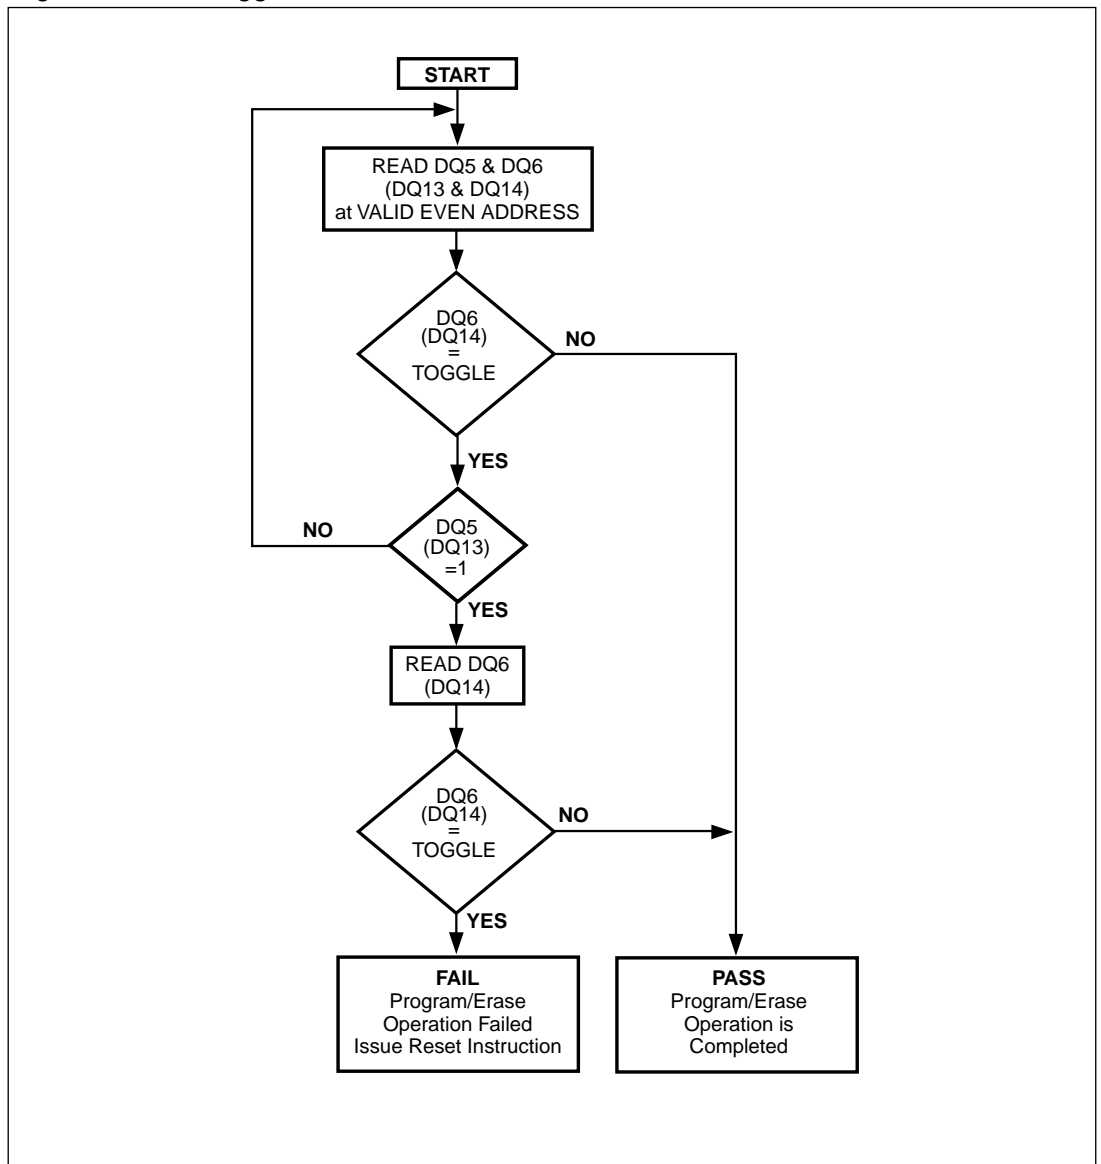 START
READ DQ5 & DQ6
(DQ13 & DQ14)
at VALID EVEN ADDRESS
DQ6
(DQ14)
=
TOGGLE
NO
YES
DQ5
(DQ13)
=1
NO
YES
READ DQ6
(DQ14)
DQ6
(DQ14)
=
TOGGLE
NO
YES
FAIL
Program/Erase
Operation Failed
Issue Reset Instruction
PASS
Program/Erase
Operation is
Completed